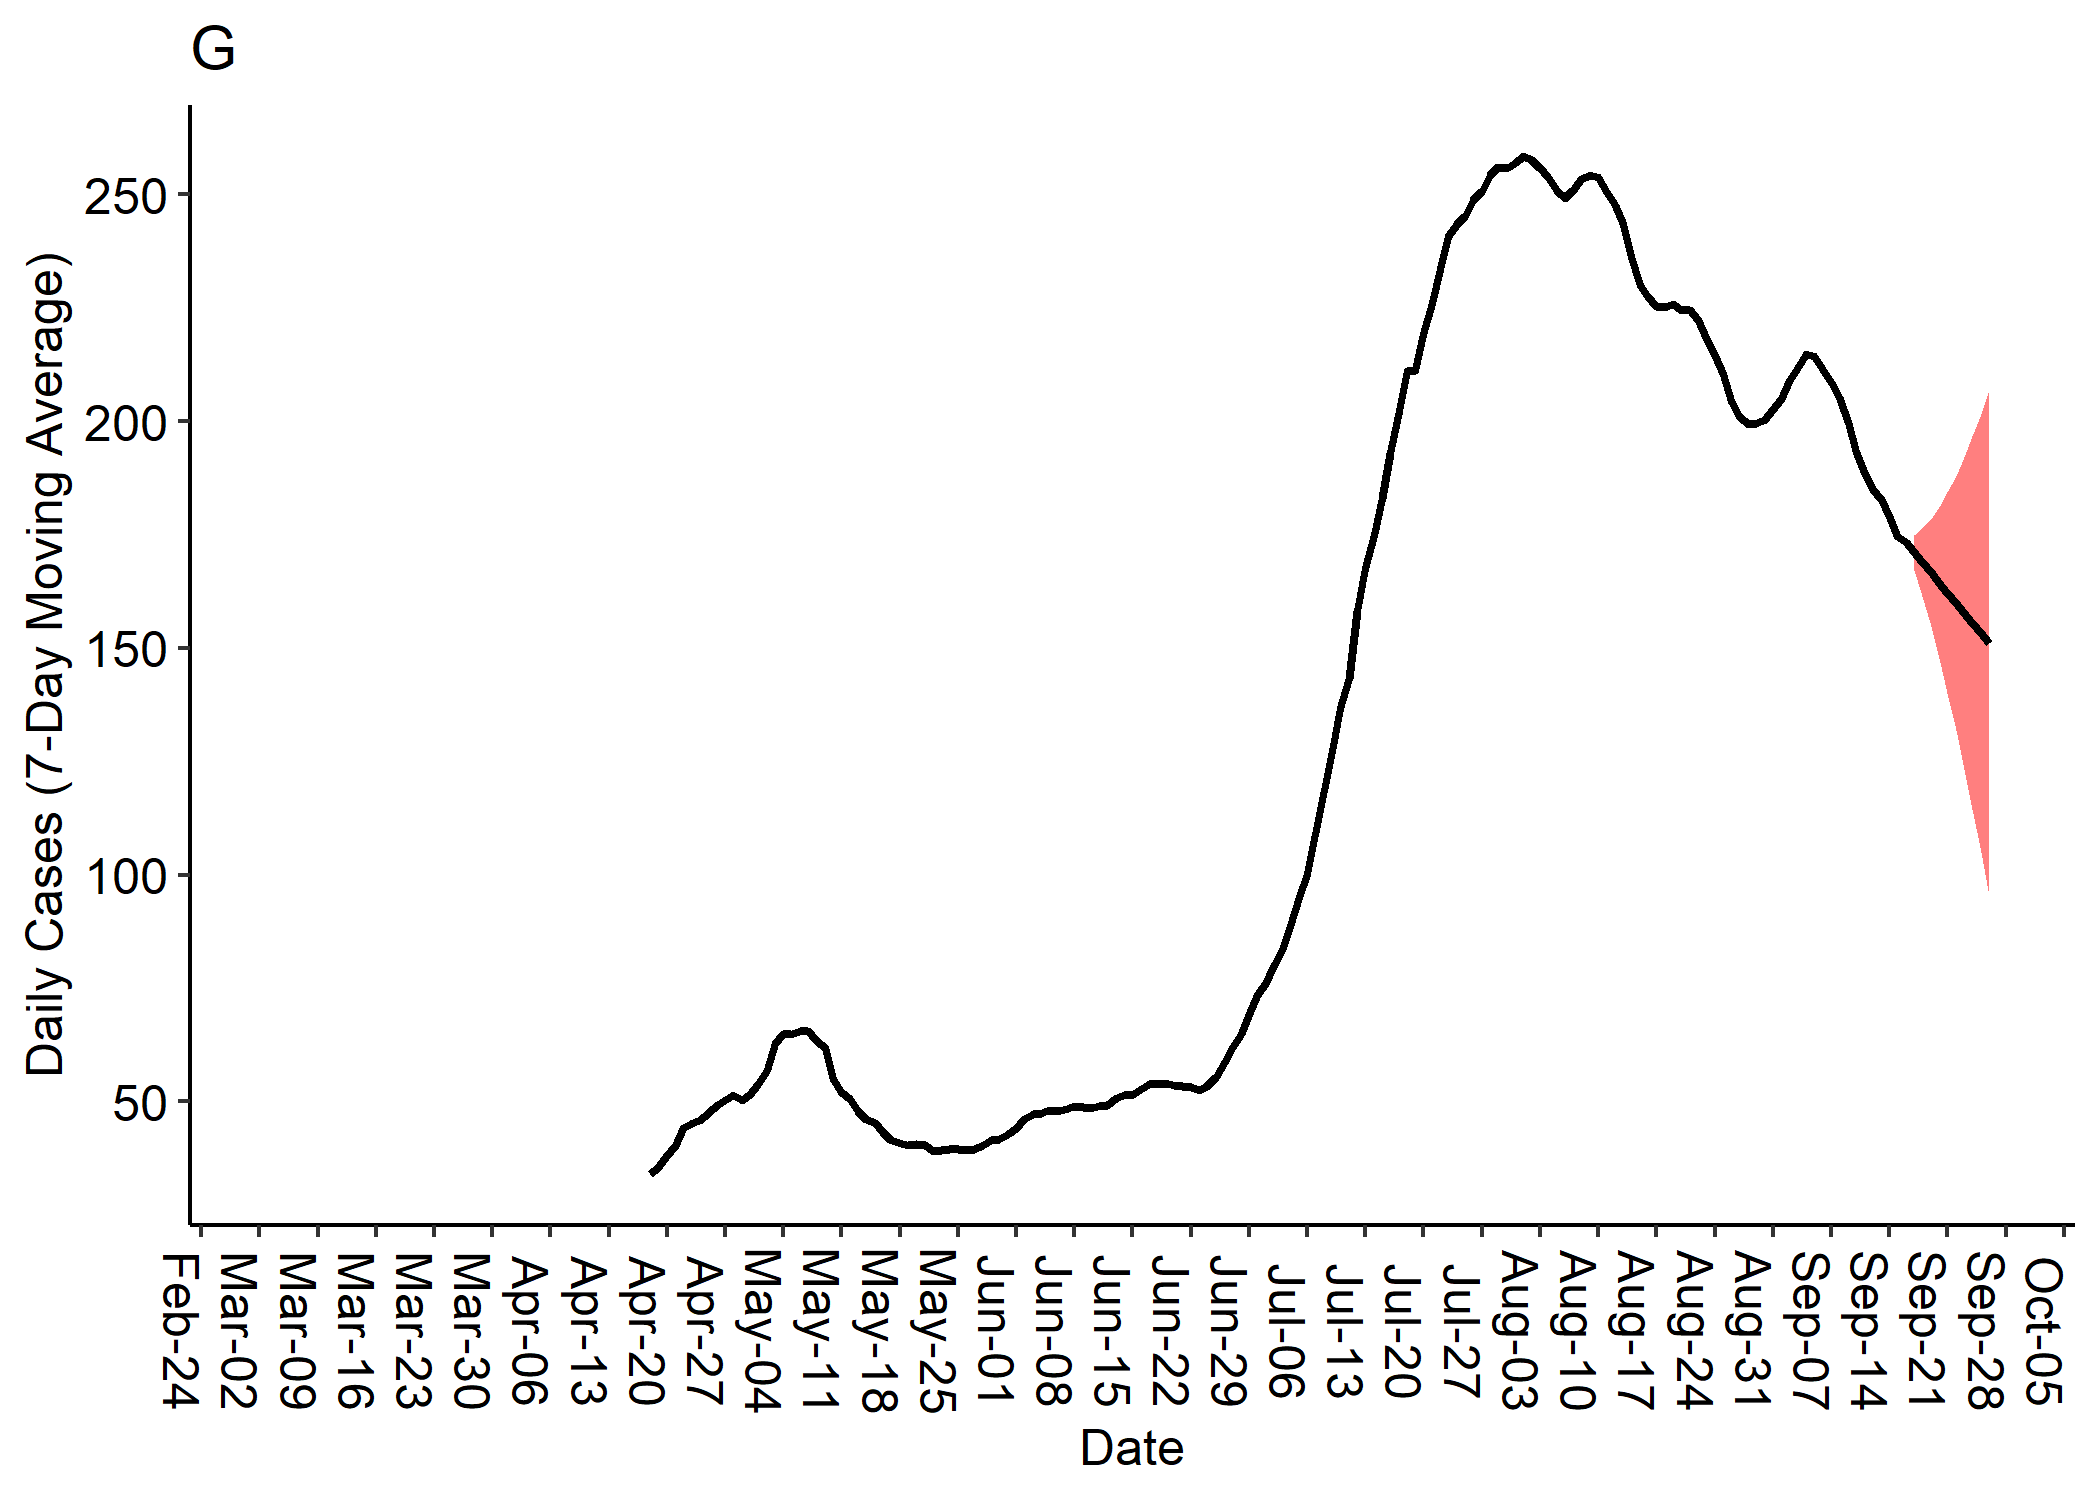 G
Daily Cases (7-Day Moving Average)
250
200
150
100
50
Feb-24
Mar-02
Mar-09
Mar-16
Mar-23
Mar-30
Apr-06
Apr-13
Apr-20
Apr-27
May-04
May-11
May-18
May-25
Jun-01
Jun-08
Jun-15
Jun-22
Jun-29
Jul-06
Jul-13
Jul-20
Jul-27
Aug-03
Aug-10
Aug-17
Aug-24
Aug-31
Sep-07
Sep-14
Sep-21
Sep-28
Oct-05
Date